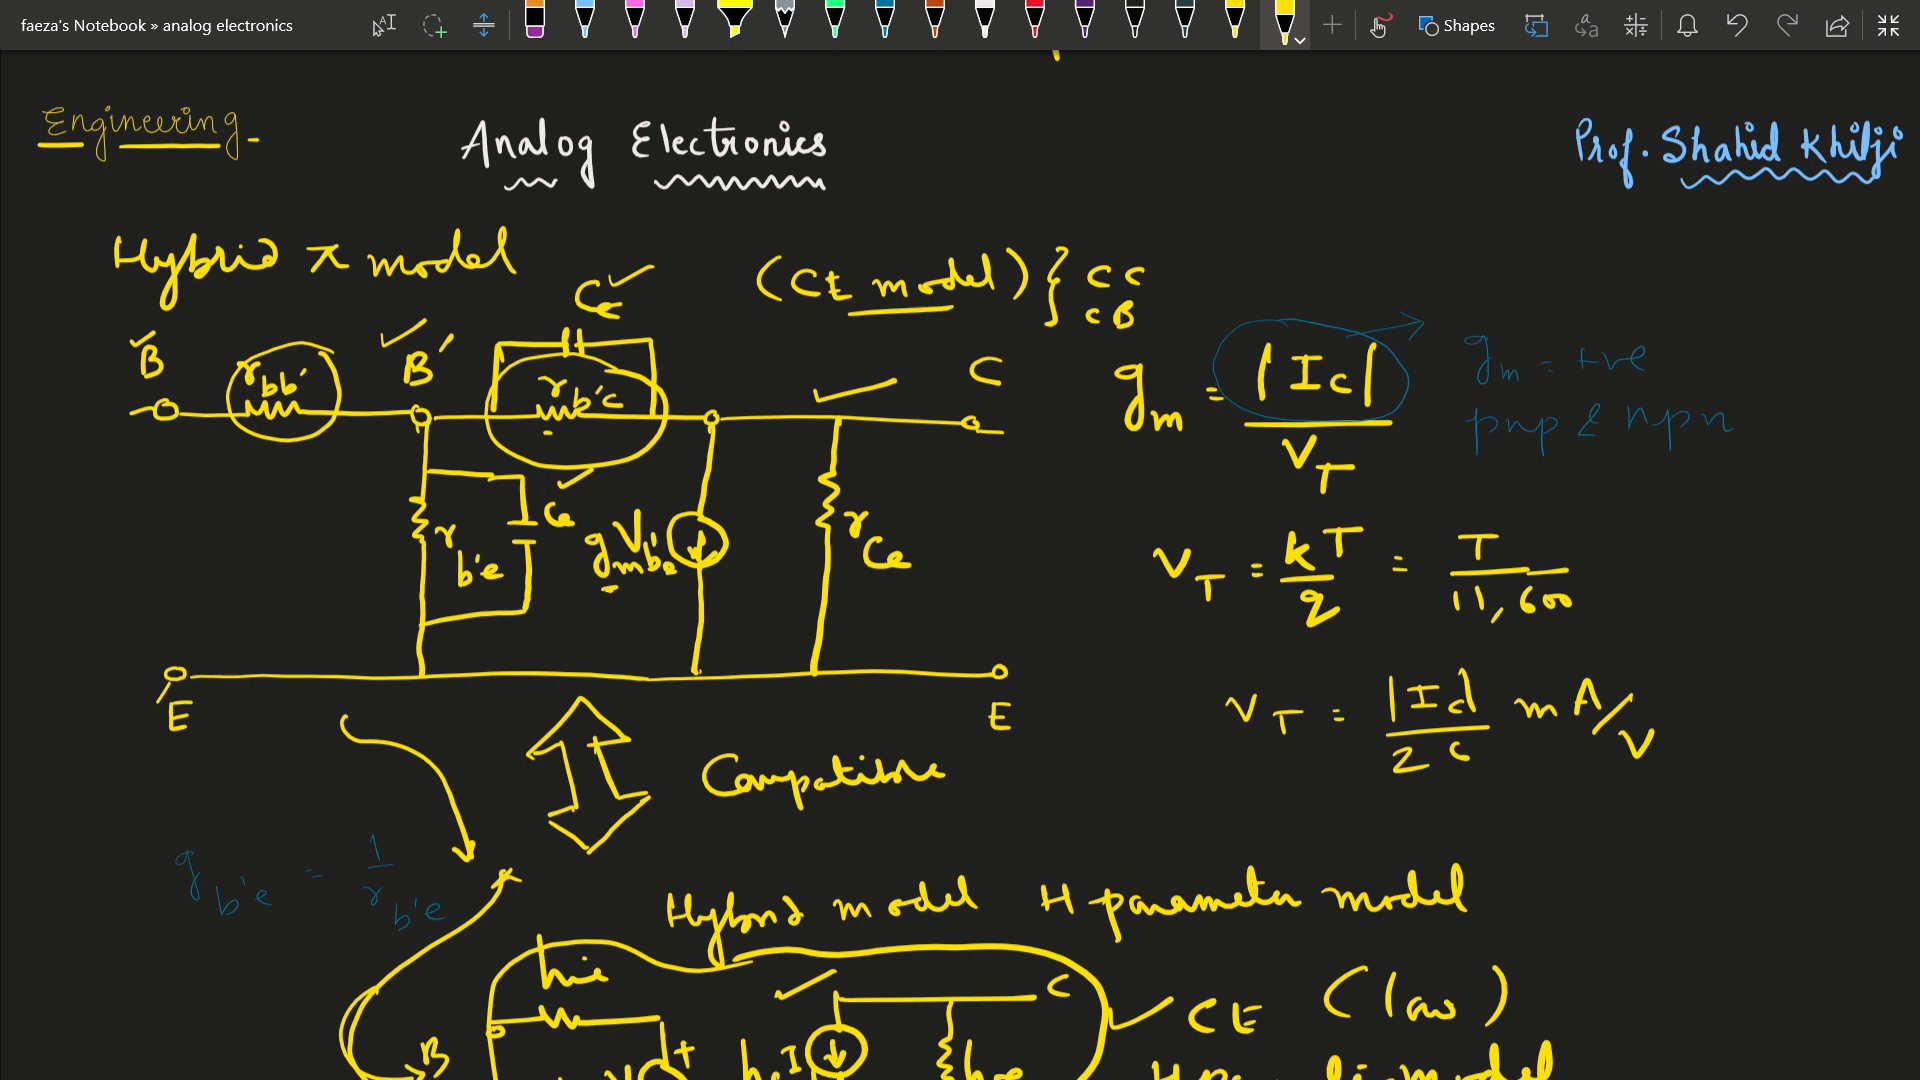 faeza's Notebook » analog electronics
Shapes
Engineering
Analog Electronics
Prof. Shahid Khilji
Hybrid π model
(CE model) } CC
CB
Cc
B
rbb'
B'
rb'c
C
gm = |Ic| / VT
gm = +ve
pnp & npn
rb'e
Ce
gmVb'e
rce
VT = kT / q = T / 11,600
E
E
VT = |Ic| / 26 mA/V
Compatible
gb'e = 1 / rb'e
Hybrid model H-parameter model
hie
C
CE (low)
B
+